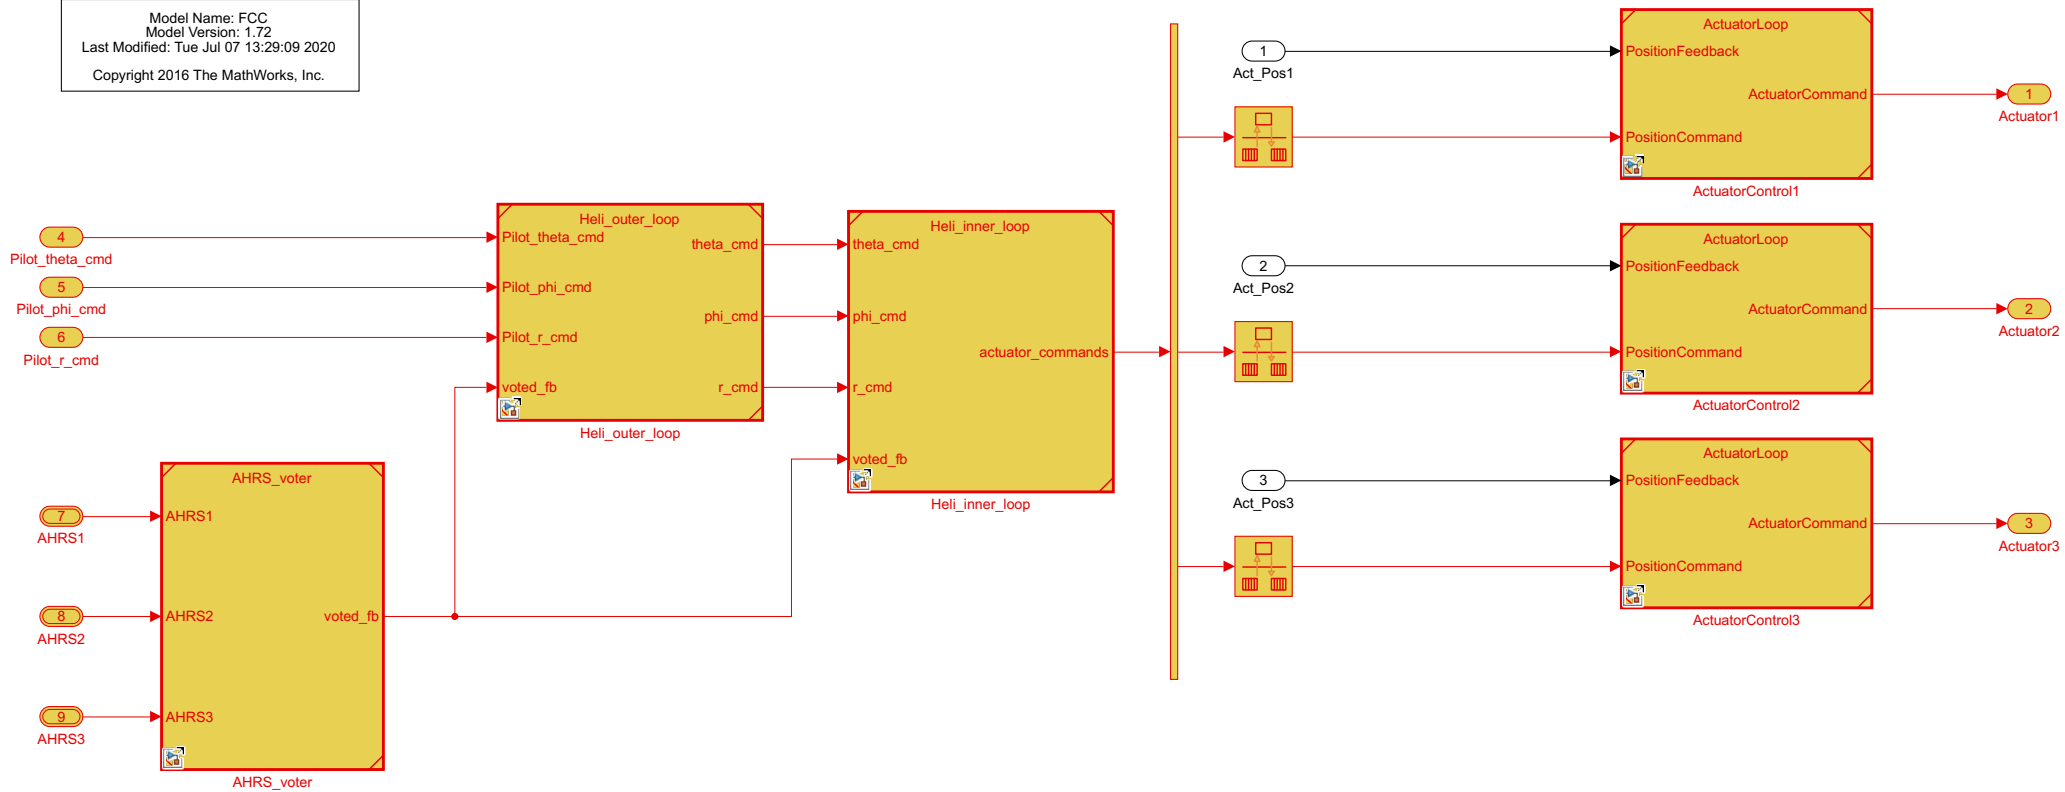 Model Name: FCC
Model Version: 1.72
Last Modified: Tue Jul 07 13:29:09 2020
Copyright 2016 The MathWorks, Inc.
4
Pilot_theta_cmd
5
Pilot_phi_cmd
6
Pilot_r_cmd
7
AHRS1
8
AHRS2
9
AHRS3
AHRS_voter
AHRS1
AHRS2
AHRS3
voted_fb
AHRS_voter
Heli_outer_loop
Pilot_theta_cmd
Pilot_phi_cmd
Pilot_r_cmd
voted_fb
theta_cmd
phi_cmd
r_cmd
Heli_outer_loop
Heli_inner_loop
theta_cmd
phi_cmd
r_cmd
voted_fb
actuator_commands
Heli_inner_loop
1
Act_Pos1
2
Act_Pos2
3
Act_Pos3
ActuatorLoop
PositionFeedback
ActuatorCommand
PositionCommand
ActuatorControl1
1
Actuator1
ActuatorLoop
PositionFeedback
ActuatorCommand
PositionCommand
ActuatorControl2
2
Actuator2
ActuatorLoop
PositionFeedback
ActuatorCommand
PositionCommand
ActuatorControl3
3
Actuator3